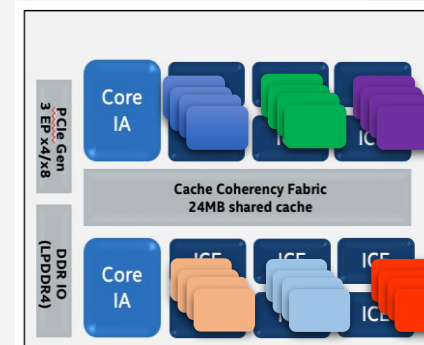 PCIe Gen
3 EP x4/x8
Core
IA
Cache Coherency Fabric
24MB shared cache
DDR IO
(LPDDR4)
Core
IA
ICE
ICE
ICE
ICE